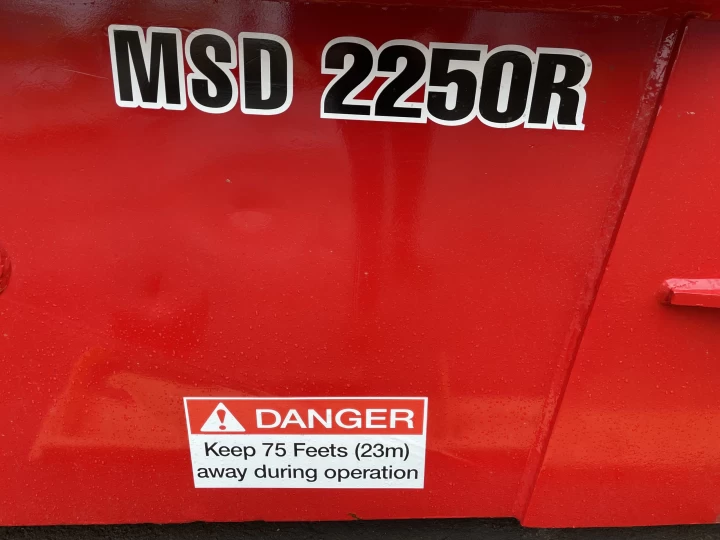 MSD 2250R
DANGER
Keep 75 Feets (23m)
away during operation